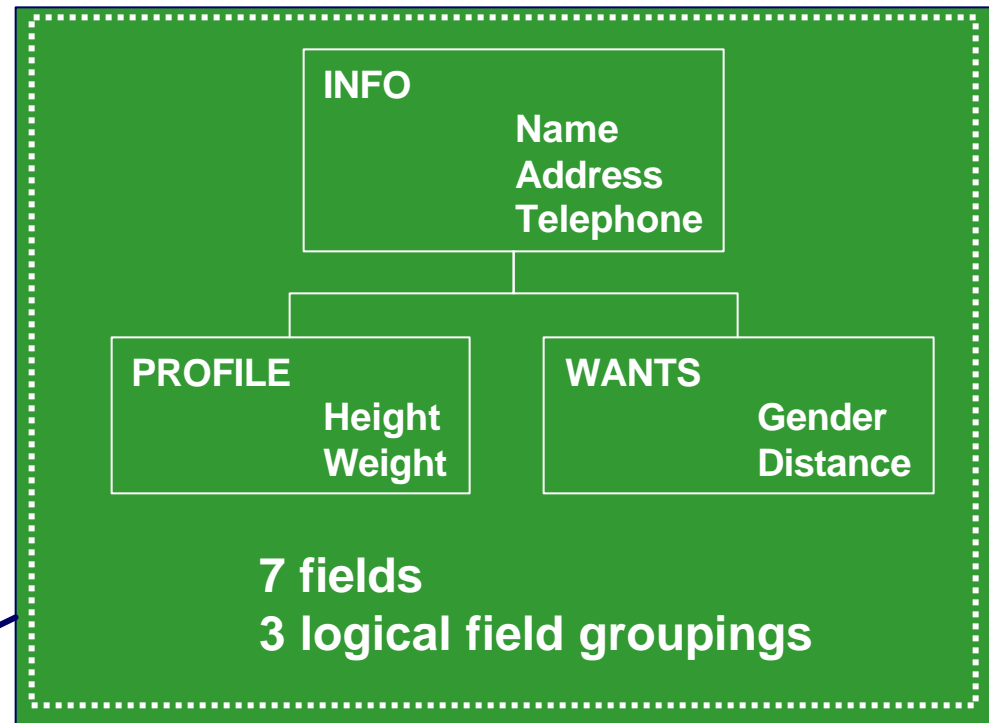 INFO
Name
Address
Telephone
PROFILE
Height
Weight
WANTS
Gender
Distance
7 fields
3 logical field groupings